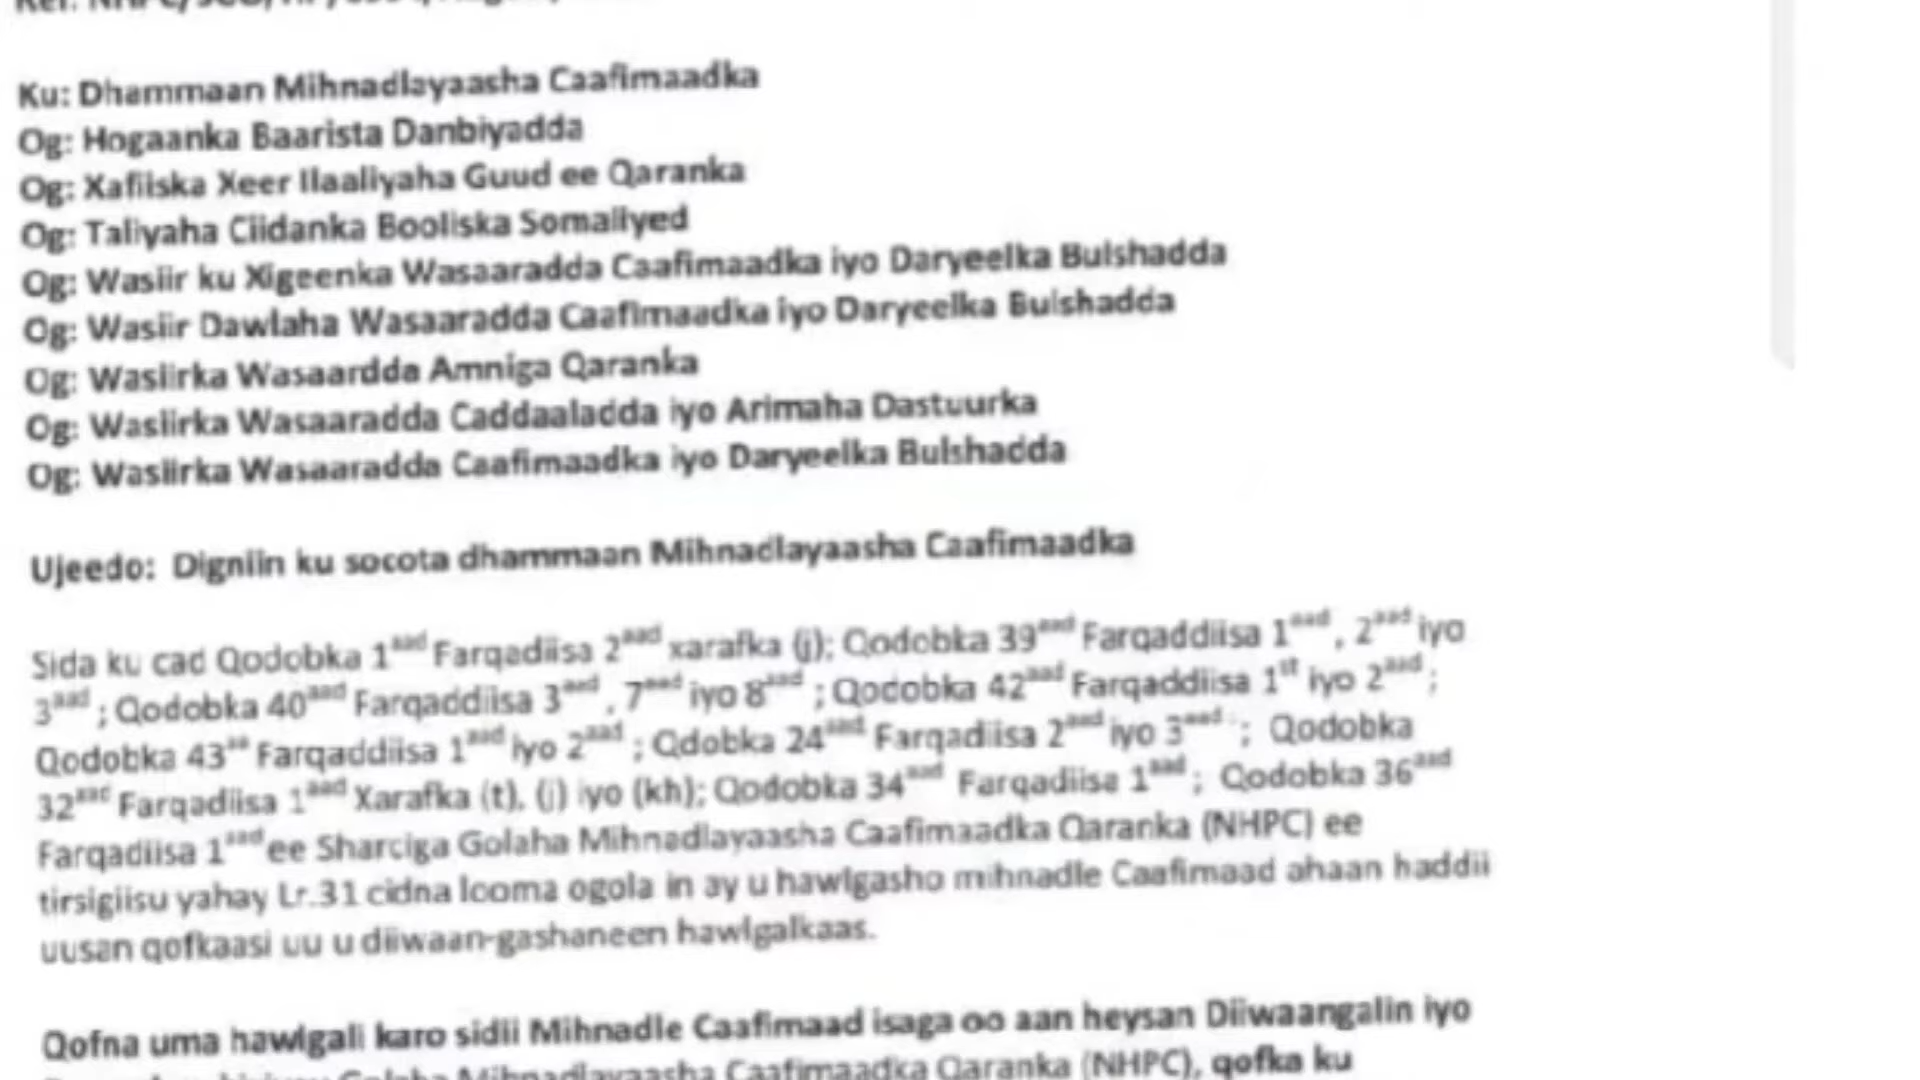 Ku: Dhammaan Mihnadlayaasha Caafimaadka
Og: Hogaanka Baarista Danbiyadda
Og: Xafiiska Xeer Ilaaliyaha Guud ee Qaranka
Og: Taliyaha Ciidanka Booliska Somaliyed
Og: Wasiir ku Xigeenka Wasaaradda Caafimaadka iyo Daryeelka Bulshadda
Og: Wasiir Dawlaha Wasaaradda Caafimaadka iyo Daryeelka Bulshadda
Og: Wasiirka Wasaardda Amniga Qaranka
Og: Wasiirka Wasaaradda Caddaaladda iyo Arimaha Dastuurka
Og: Wasiirka Wasaaradda Caafimaadka iyo Daryeelka Bulshadda
Ujeedo: Digniin ku socota dhammaan Mihnadlayaasha Caafimaadka
Sida ku cad Qodobka 1aad Farqadiisa 2aad xarafka (j); Qodobka 39aad Farqaddiisa 1aad, 2aad iyo
3aad ; Qodobka 40aad Farqaddiisa 3aad, 7aad iyo 8aad ; Qodobka 42aad Farqaddiisa 1st iyo 2aad ;
Qodobka 43aa Farqaddiisa 1aad iyo 2aad ; Qdobka 24aad Farqadiisa 2aad iyo 3aad ; Qodobka
32aad Farqadiisa 1aad Xarafka (t), (j) iyo (kh); Qodobka 34aad Farqadiisa 1aad ; Qodobka 36aad
Farqadiisa 1aad ee Sharciga Golaha Mihnadlayaasha Caafimaadka Qaranka (NHPC) ee
tirsigiisu yahay Lr.31 cidna looma ogola in ay u hawlgasho mihnadle Caafimaad ahaan haddii
uusan qofkaasi uu u diiwaan-gashaneen hawlgalkaas.
Qofna uma hawlgali karo sidii Mihnadle Caafimaad isaga oo aan heysan Diiwaangalin iyo
Golaha Mihnadlayaasha Caafimaadka Qaranka (NHPC), qofka ku